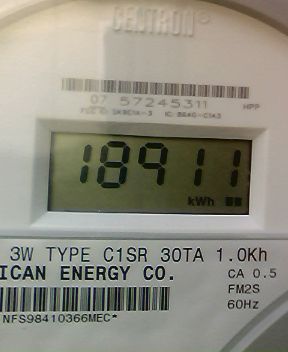 CENTRON®
07 57245311 HPP
18911
kWh
3W TYPE C1SR 30TA 1.0Kh
ICAN ENERGY CO. CA 0.5
FM2S
60Hz
NFS98410366MEC*